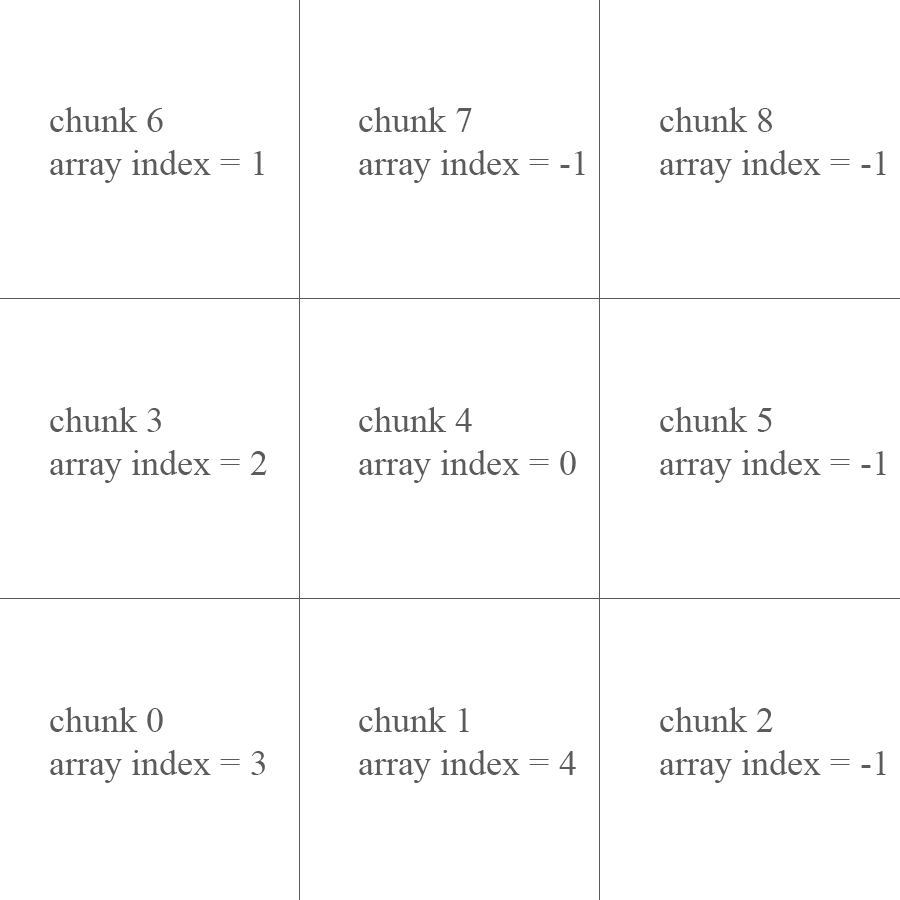 chunk 6
array index = 1
chunk 7
array index = -1
chunk 8
array index = -1
chunk 3
array index = 2
chunk 4
array index = 0
chunk 5
array index = -1
chunk 0
array index = 3
chunk 1
array index = 4
chunk 2
array index = -1